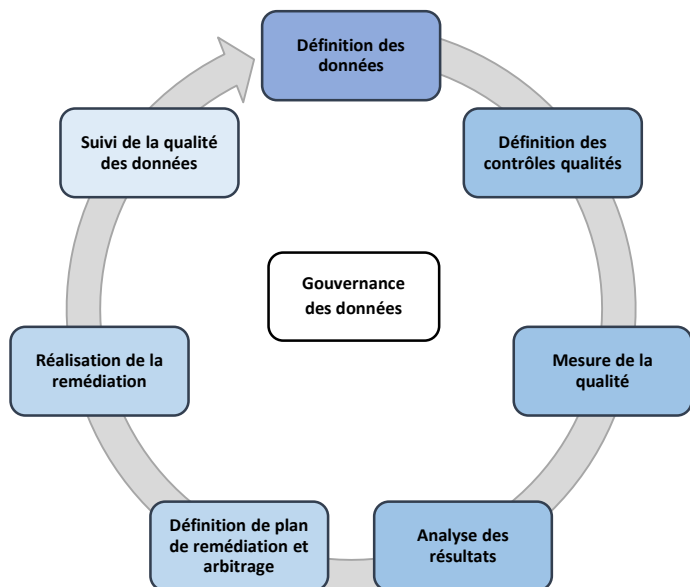 Définition des
données
Définition des
contrôles qualités
Mesure de la
qualité
Analyse des
résultats
Définition de plan
de remédiation et
arbitrage
Réalisation de la
remédiation
Suivi de la qualité
des données
Gouvernance
des données